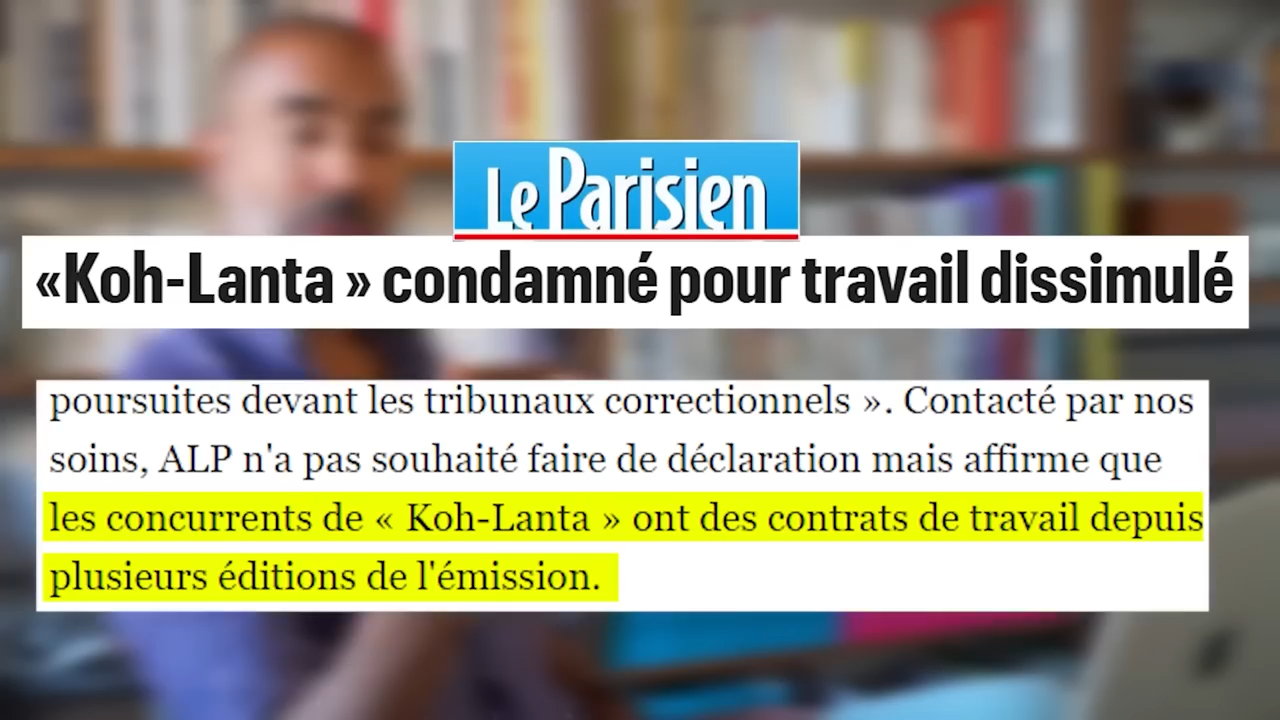 Le Parisien
«Koh-Lanta » condamné pour travail dissimulé
poursuites devant les tribunaux correctionnels ». Contacté par nos
soins, ALP n'a pas souhaité faire de déclaration mais affirme que
les concurrents de « Koh-Lanta » ont des contrats de travail depuis
plusieurs éditions de l'émission.